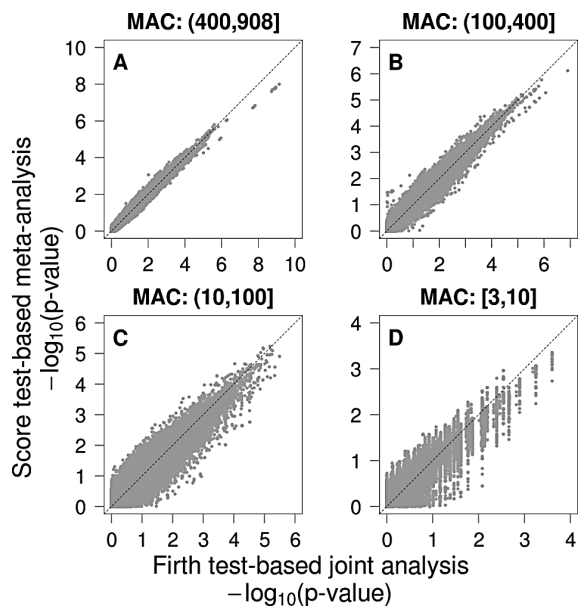 MAC: (400,908]
MAC: (100,400]
A
B
10
8
6
4
2
0
0 2 4 6 8 10
7
6
5
4
3
2
1
0
0 2 4 6
MAC: (10,100]
MAC: [3,10]
C
D
6
5
4
3
2
1
0
0 1 2 3 4 5 6
4
3
2
1
0
0 1 2 3 4
Score test-based meta-analysis
−log10(p-value)
Firth test-based joint analysis
−log10(p-value)